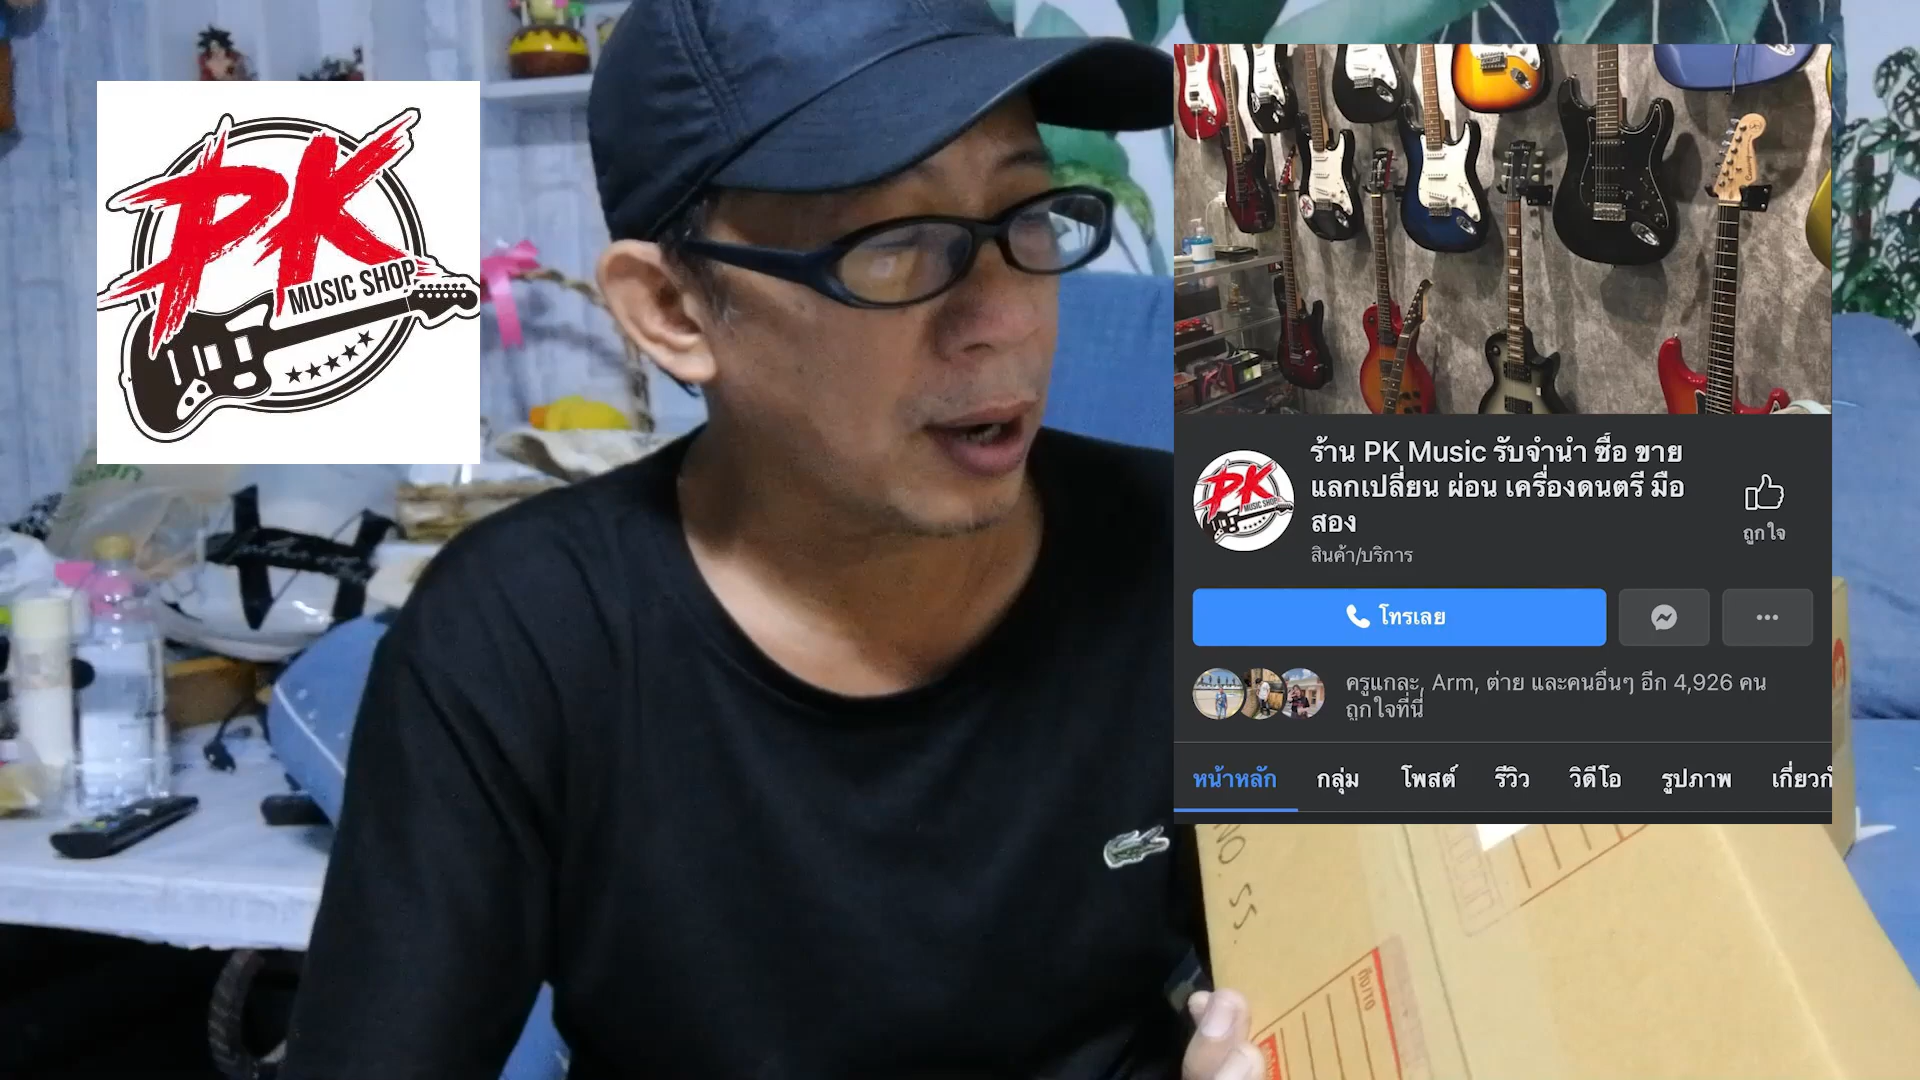 PK
MUSIC SHOP
ร้าน PK Music รับจำนำ ซื้อ ขาย
แลกเปลี่ยน ผ่อน เครื่องดนตรี มือ
สอง
สินค้า/บริการ
ถูกใจ
โทรเลย
ครูแกละ, Arm, ต่าย และคนอื่นๆ อีก 4,926 คน
ถูกใจที่นี่
หน้าหลัก กลุ่ม โพสต์ รีวิว วิดีโอ รูปภาพ
NO. 55.